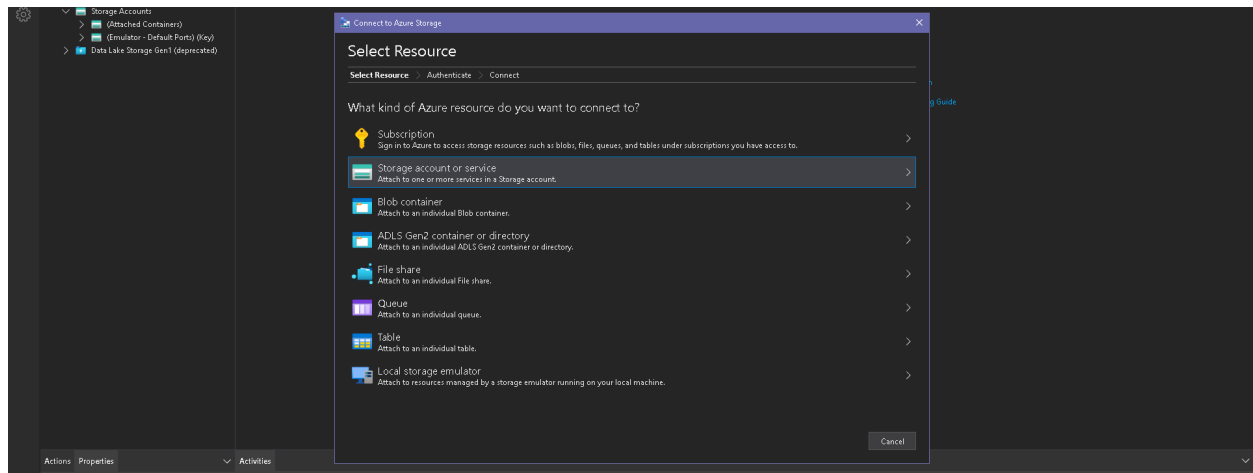 Storage Accounts
(Attached Containers)
(Emulator - Default Ports) (Key)
Data Lake Storage Gen1 (deprecated)
Connect to Azure Storage
Select Resource
Select Resource > Authenticate > Connect
What kind of Azure resource do you want to connect to?
Subscription
Sign in to Azure to access storage resources such as blobs, files, queues, and tables under subscriptions you have access to.
Storage account or service
Attach to one or more services in a Storage account.
Blob container
Attach to an individual Blob container.
ADLS Gen2 container or directory
Attach to an individual ADLS Gen2 container or directory.
File share
Attach to an individual File share.
Queue
Attach to an individual queue.
Table
Attach to an individual table.
Local storage emulator
Attach to resources managed by a storage emulator running on your local machine.
Cancel
g Guide
Actions Properties
Activities